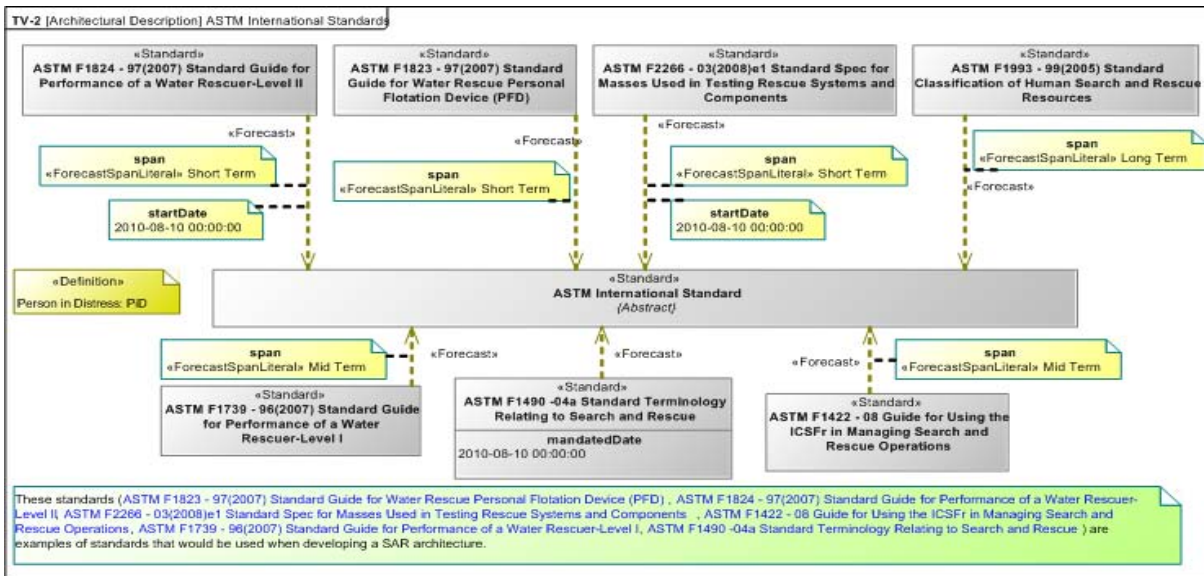 TV-2 [Architectural Description] ASTM International Standards
«Standard»
ASTM F1824 - 97(2007) Standard Guide for
Performance of a Water Rescuer-Level II
«Standard»
ASTM F1823 - 97(2007) Standard
Guide for Water Rescue Personal
Flotation Device (PFD)
«Standard»
ASTM F2266 - 03(2008)e1 Standard Spec for
Masses Used in Testing Rescue Systems and
Components
«Standard»
ASTM F1993 - 99(2005) Standard
Classification of Human Search and Rescue
Resources
«Forecast»
«Forecast»
«Forecast»
«Forecast»
span
«ForecastSpanLiteral» Short Term
startDate
2010-08-10 00:00:00
span
«ForecastSpanLiteral» Short Term
span
«ForecastSpanLiteral» Short Term
startDate
2010-08-10 00:00:00
span
«ForecastSpanLiteral» Long Term
«Definition»
Person in Distress: PiD
«Standard»
ASTM International Standard
{Abstract}
span
«ForecastSpanLiteral» Mid Term
«Forecast»
«Forecast»
«Forecast»
span
«ForecastSpanLiteral» Mid Term
«Standard»
ASTM F1739 - 96(2007) Standard Guide
for Performance of a Water
Rescuer-Level I
«Standard»
ASTM F1490 -04a Standard Terminology
Relating to Search and Rescue
mandatedDate
2010-08-10 00:00:00
«Standard»
ASTM F1422 - 08 Guide for Using the
ICSFr in Managing Search and
Rescue Operations
These standards (ASTM F1823 - 97(2007) Standard Guide for Water Rescue Personal Flotation Device (PFD) , ASTM F1824 - 97(2007) Standard Guide for Performance of a Water Rescuer-
Level II, ASTM F2266 - 03(2008)e1 Standard Spec for Masses Used in Testing Rescue Systems and Components , ASTM F1422 - 08 Guide for Using the ICSFr in Managing Search and
Rescue Operations, ASTM F1739 - 96(2007) Standard Guide for Performance of a Water Rescuer-Level I, ASTM F1490 -04a Standard Terminology Relating to Search and Rescue ) are
examples of standards that would be used when developing a SAR architecture.